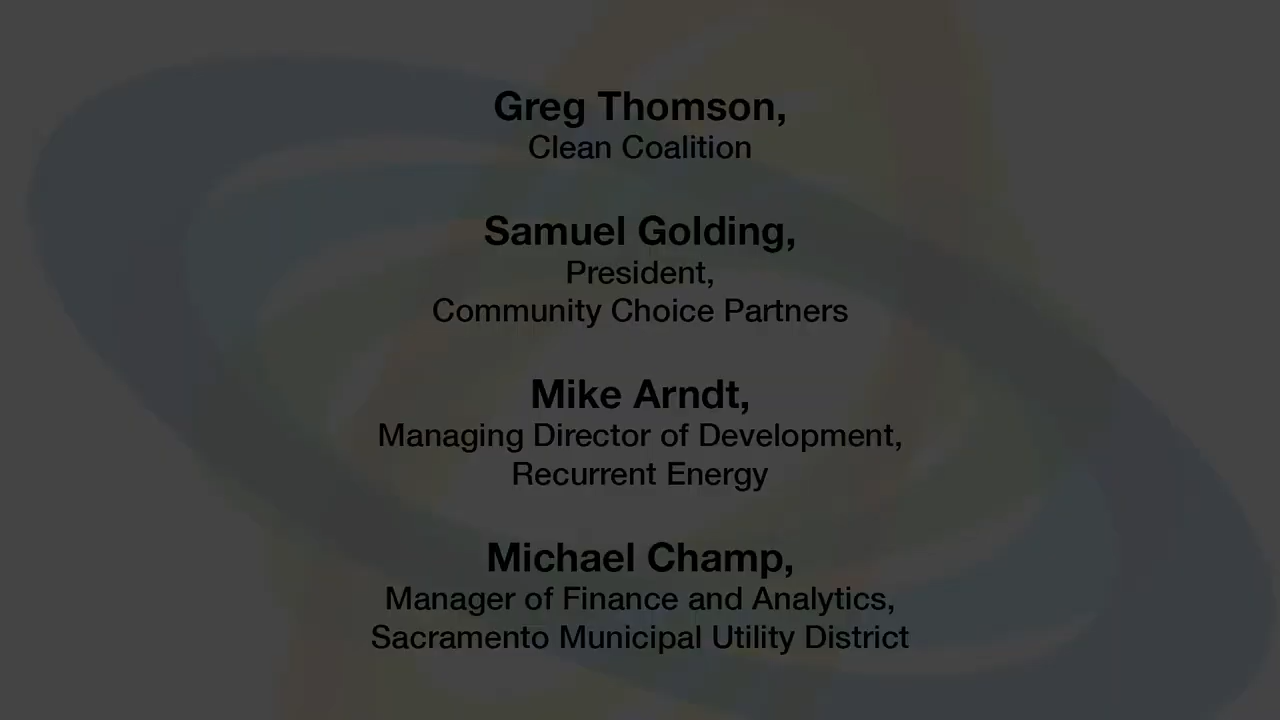 Greg Thomson,
Clean Coalition
Samuel Golding,
President,
Community Choice Partners
Mike Arndt,
Managing Director of Development,
Recurrent Energy
Michael Champ,
Manager of Finance and Analytics,
Sacramento Municipal Utility District